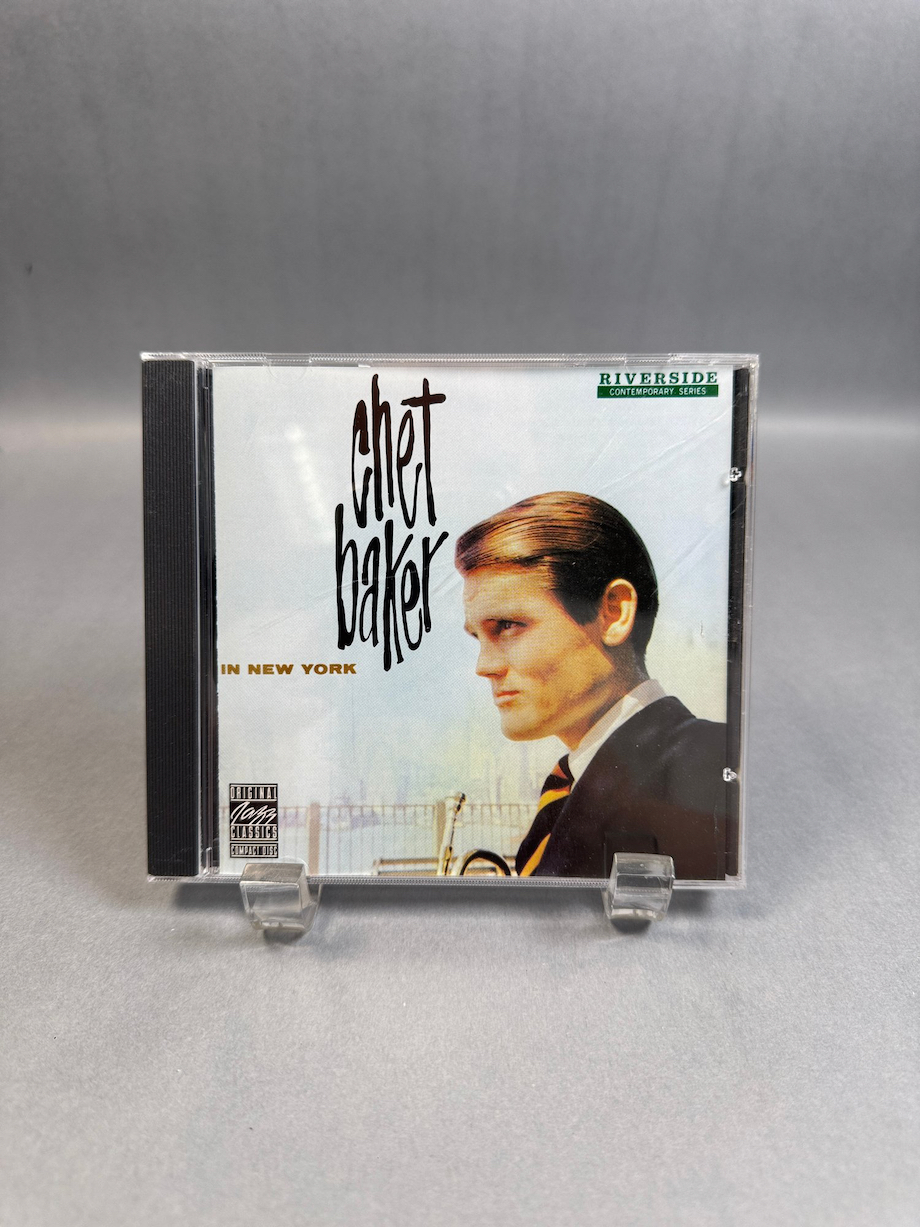 RIVERSIDE
CONTEMPORARY SERIES
chet
baker
IN NEW YORK
ORIGINAL
Jazz
CLASSICS
COMPACT DISC